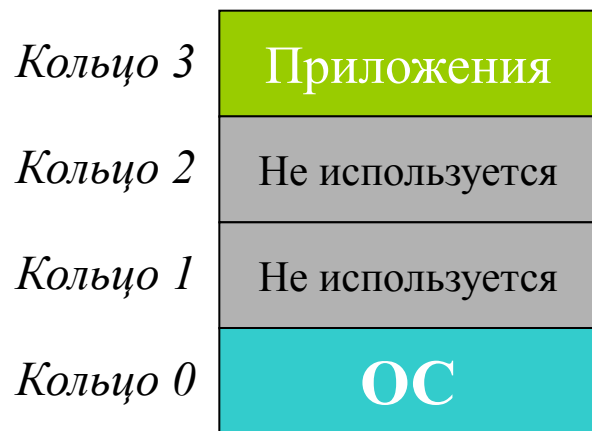 Кольцо 3 Приложения
Кольцо 2 Не используется
Кольцо 1 Не используется
Кольцо 0 ОС